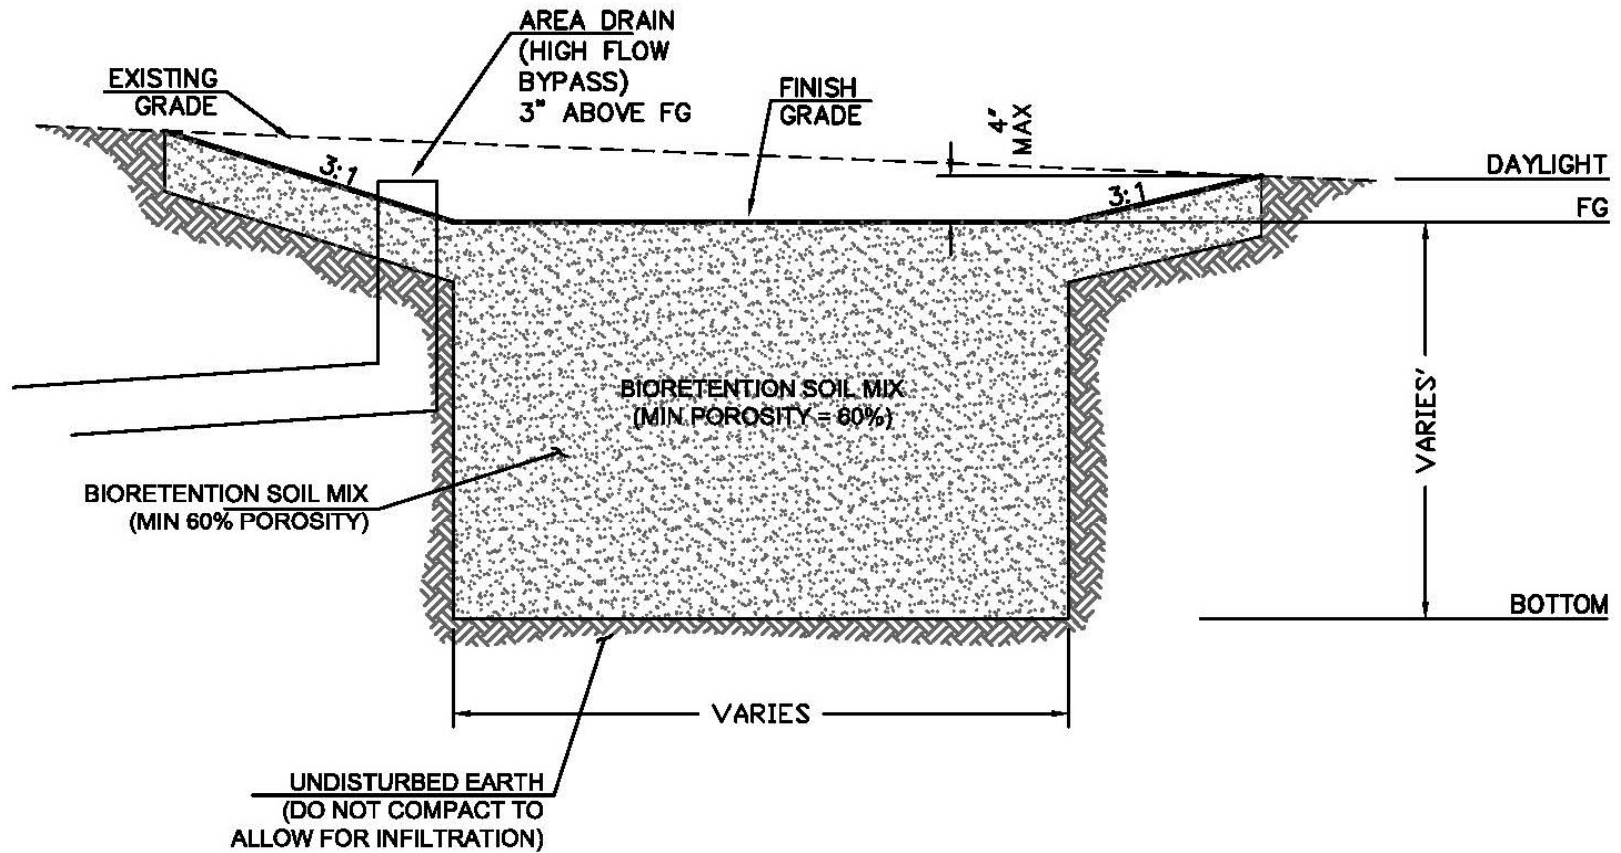 AREA DRAIN
(HIGH FLOW
BYPASS)
3" ABOVE FG
EXISTING
GRADE
FINISH
GRADE
4"
MAX
DAYLIGHT
FG
3:1
3:1
BIORETENTION SOIL MIX
(MIN POROSITY = 60%)
VARIES'
BIORETENTION SOIL MIX
(MIN 60% POROSITY)
BOTTOM
VARIES
UNDISTURBED EARTH
(DO NOT COMPACT TO
ALLOW FOR INFILTRATION)